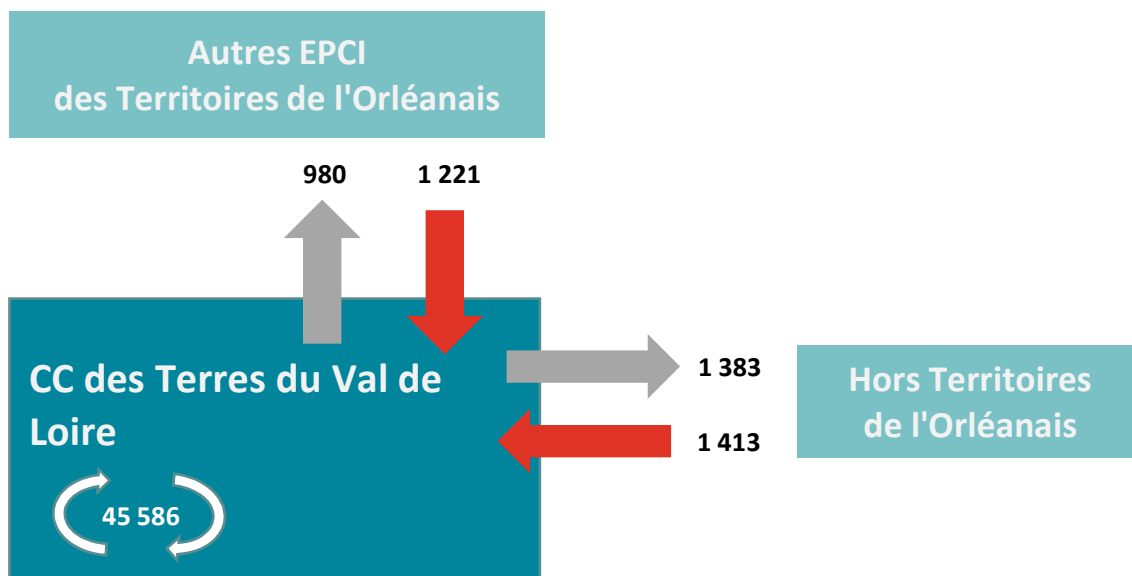 Autres EPCI
des Territoires de l'Orléanais
980
1 221
CC des Terres du Val de
Loire
45 586
1 383
1 413
Hors Territoires
de l'Orléanais